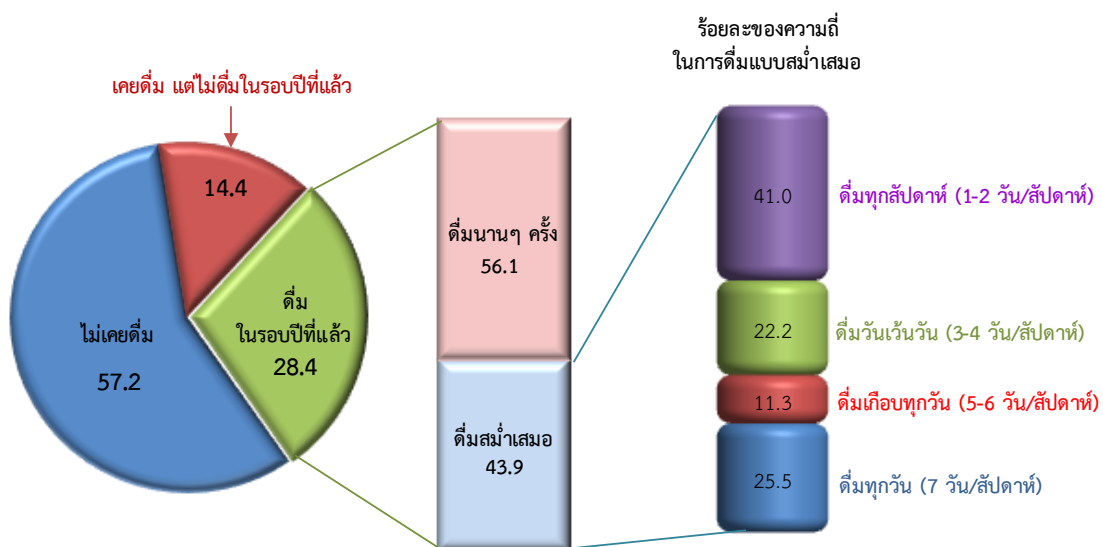 ร้อยละของความถี่
ในการดื่มแบบสม่ำเสมอ
เคยดื่ม แต่ไม่ดื่มในรอบปีที่แล้ว
14.4
ไม่เคยดื่ม
57.2
ดื่ม
ในรอบปีที่แล้ว
28.4
ดื่มนานๆ ครั้ง
56.1
ดื่มสม่ำเสมอ
43.9
41.0 ดื่มทุกสัปดาห์ (1-2 วัน/สัปดาห์)
22.2 ดื่มวันเว้นวัน (3-4 วัน/สัปดาห์)
11.3 ดื่มเกือบทุกวัน (5-6 วัน/สัปดาห์)
25.5 ดื่มทุกวัน (7 วัน/สัปดาห์)